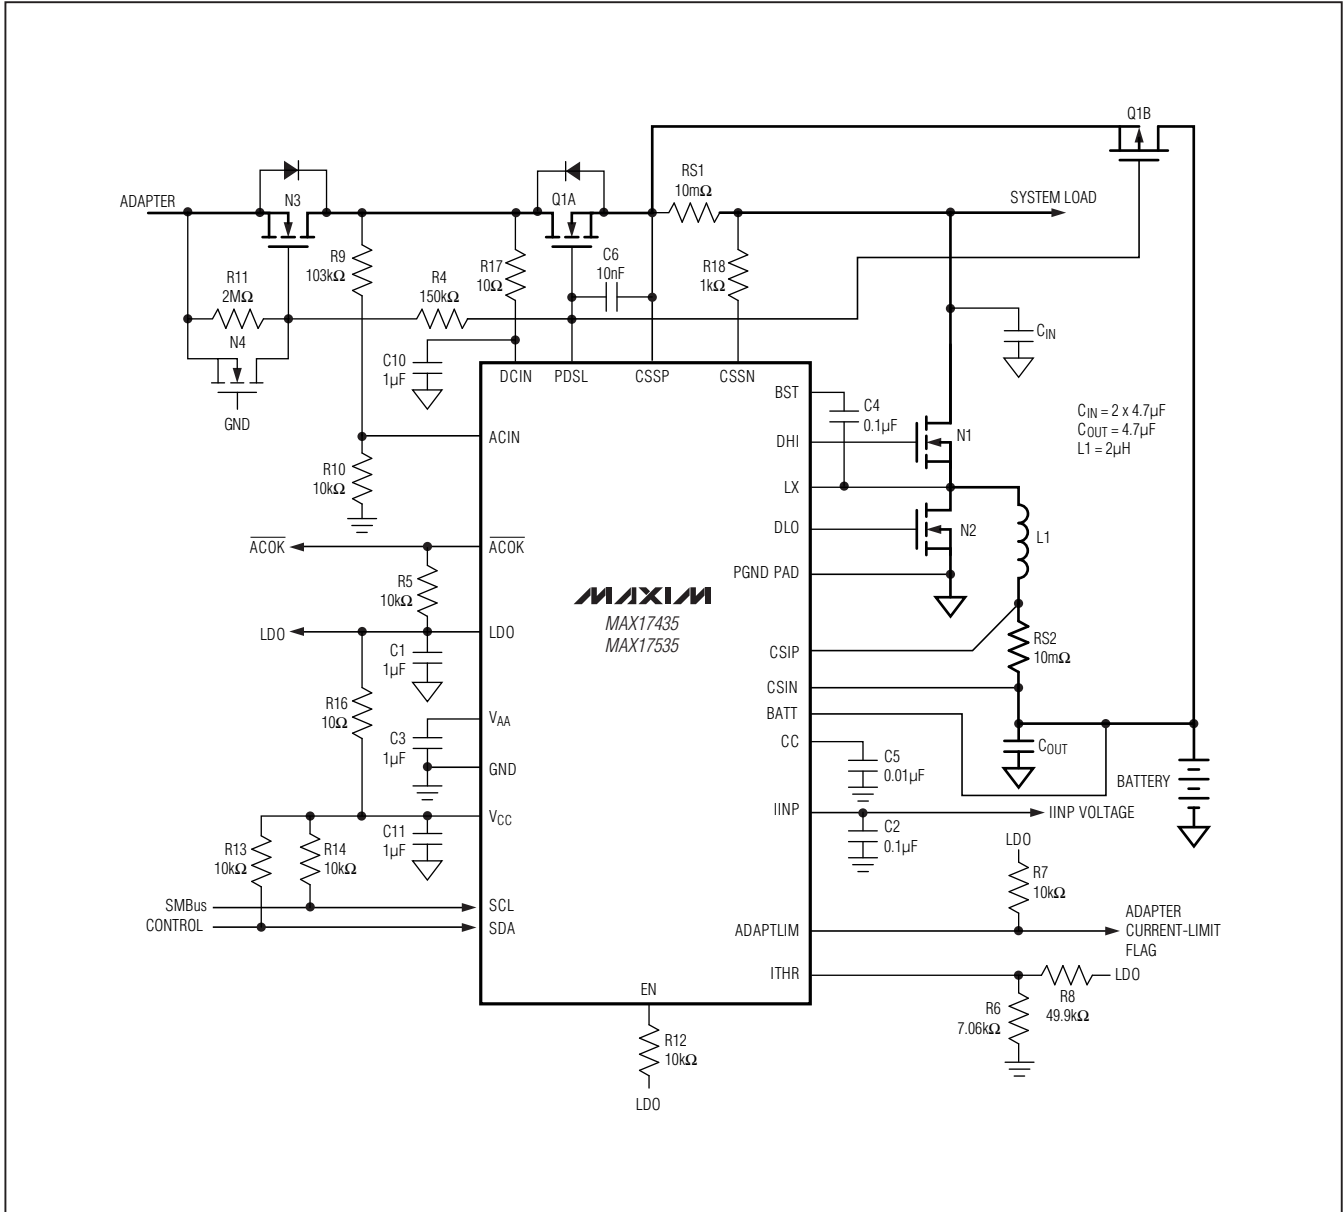 Q1B
RS1
10mΩ
SYSTEM LOAD
ADAPTER
N3
Q1A
R9
103kΩ
R17
10Ω
C6
10nF
R18
1kΩ
R11
2MΩ
R4
150kΩ
N4
C10
1µF
CIN
GND
DCIN
PDSL
CSSP
CSSN
BST
C4
0.1µF
CIN = 2 x 4.7µF
COUT = 4.7µF
L1 = 2µH
ACIN
DHI
N1
R10
10kΩ
LX
DLO
N2
L1
ACOK
ACOK
PGND PAD
R5
10kΩ
MAXIM
MAX17435
MAX17535
LDO
LDO
CSIP
RS2
10mΩ
C1
1µF
CSIN
R16
10Ω
VAA
BATT
C3
1µF
CC
COUT
GND
C5
0.01µF
BATTERY
VCC
IINP
IINP VOLTAGE
C11
1µF
C2
0.1µF
R13
10kΩ
R14
10kΩ
LDO
R7
10kΩ
SMBus
CONTROL
SCL
SDA
ADAPTLIM
ADAPTER
CURRENT-LIMIT
FLAG
ITHR
LDO
EN
R8
49.9kΩ
R6
7.06kΩ
R12
10kΩ
LDO